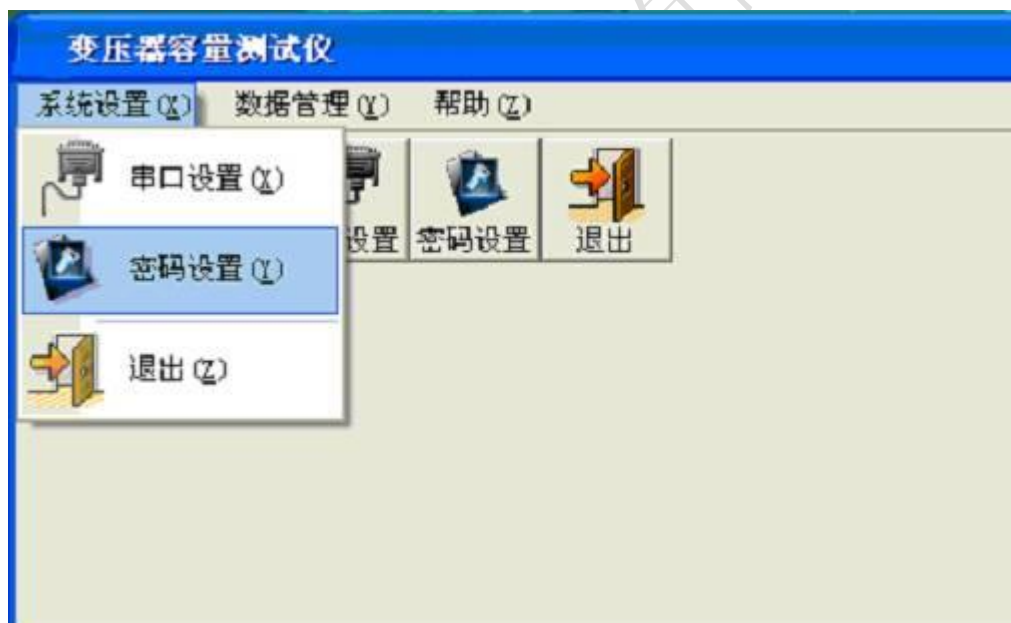 变压器容量测试仪
系统设置(X) 数据管理(Y) 帮助(Z)
串口设置(X)
设置 密码设置 退出
密码设置(Y)
退出(Z)